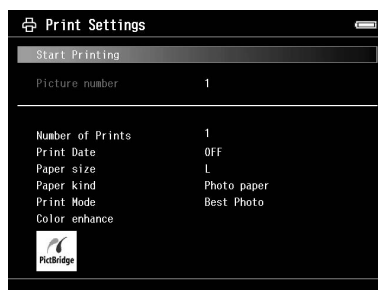 Print Settings
Start Printing
Picture number 1
Number of Prints 1
Print Date OFF
Paper size L
Paper kind Photo paper
Print Mode Best Photo
Color enhance
PictBridge